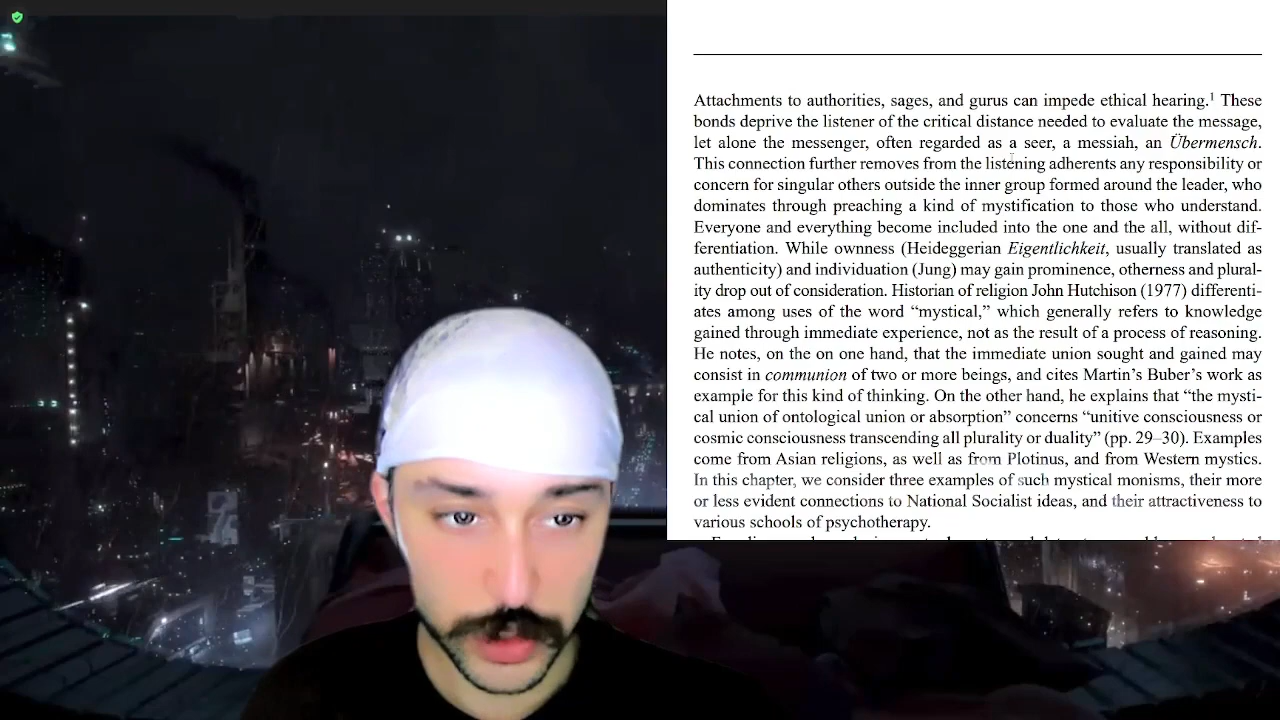 Attachments to authorities, sages, and gurus can impede ethical hearing.¹ These
bonds deprive the listener of the critical distance needed to evaluate the message,
let alone the messenger, often regarded as a seer, a messiah, an Übermensch.
This connection further removes from the listening adherents any responsibility or
concern for singular others outside the inner group formed around the leader, who
dominates through preaching a kind of mystification to those who understand.
Everyone and everything become included into the one and the all, without dif-
ferentiation. While ownness (Heideggerian Eigentlichkeit, usually translated as
authenticity) and individuation (Jung) may gain prominence, otherness and plural-
ity drop out of consideration. Historian of religion John Hutchison (1977) differenti-
ates among uses of the word “mystical,” which generally refers to knowledge
gained through immediate experience, not as the result of a process of reasoning.
He notes, on the on one hand, that the immediate union sought and gained may
consist in communion of two or more beings, and cites Martin’s Buber’s work as
example for this kind of thinking. On the other hand, he explains that “the mysti-
cal union of ontological union or absorption” concerns “unitive consciousness or
cosmic consciousness transcending all plurality or duality” (pp. 29–30). Examples
come from Asian religions, as well as from Plotinus, and from Western mystics.
In this chapter, we consider three examples of such mystical monisms, their more
or less evident connections to National Socialist ideas, and their attractiveness to
various schools of psychotherapy.